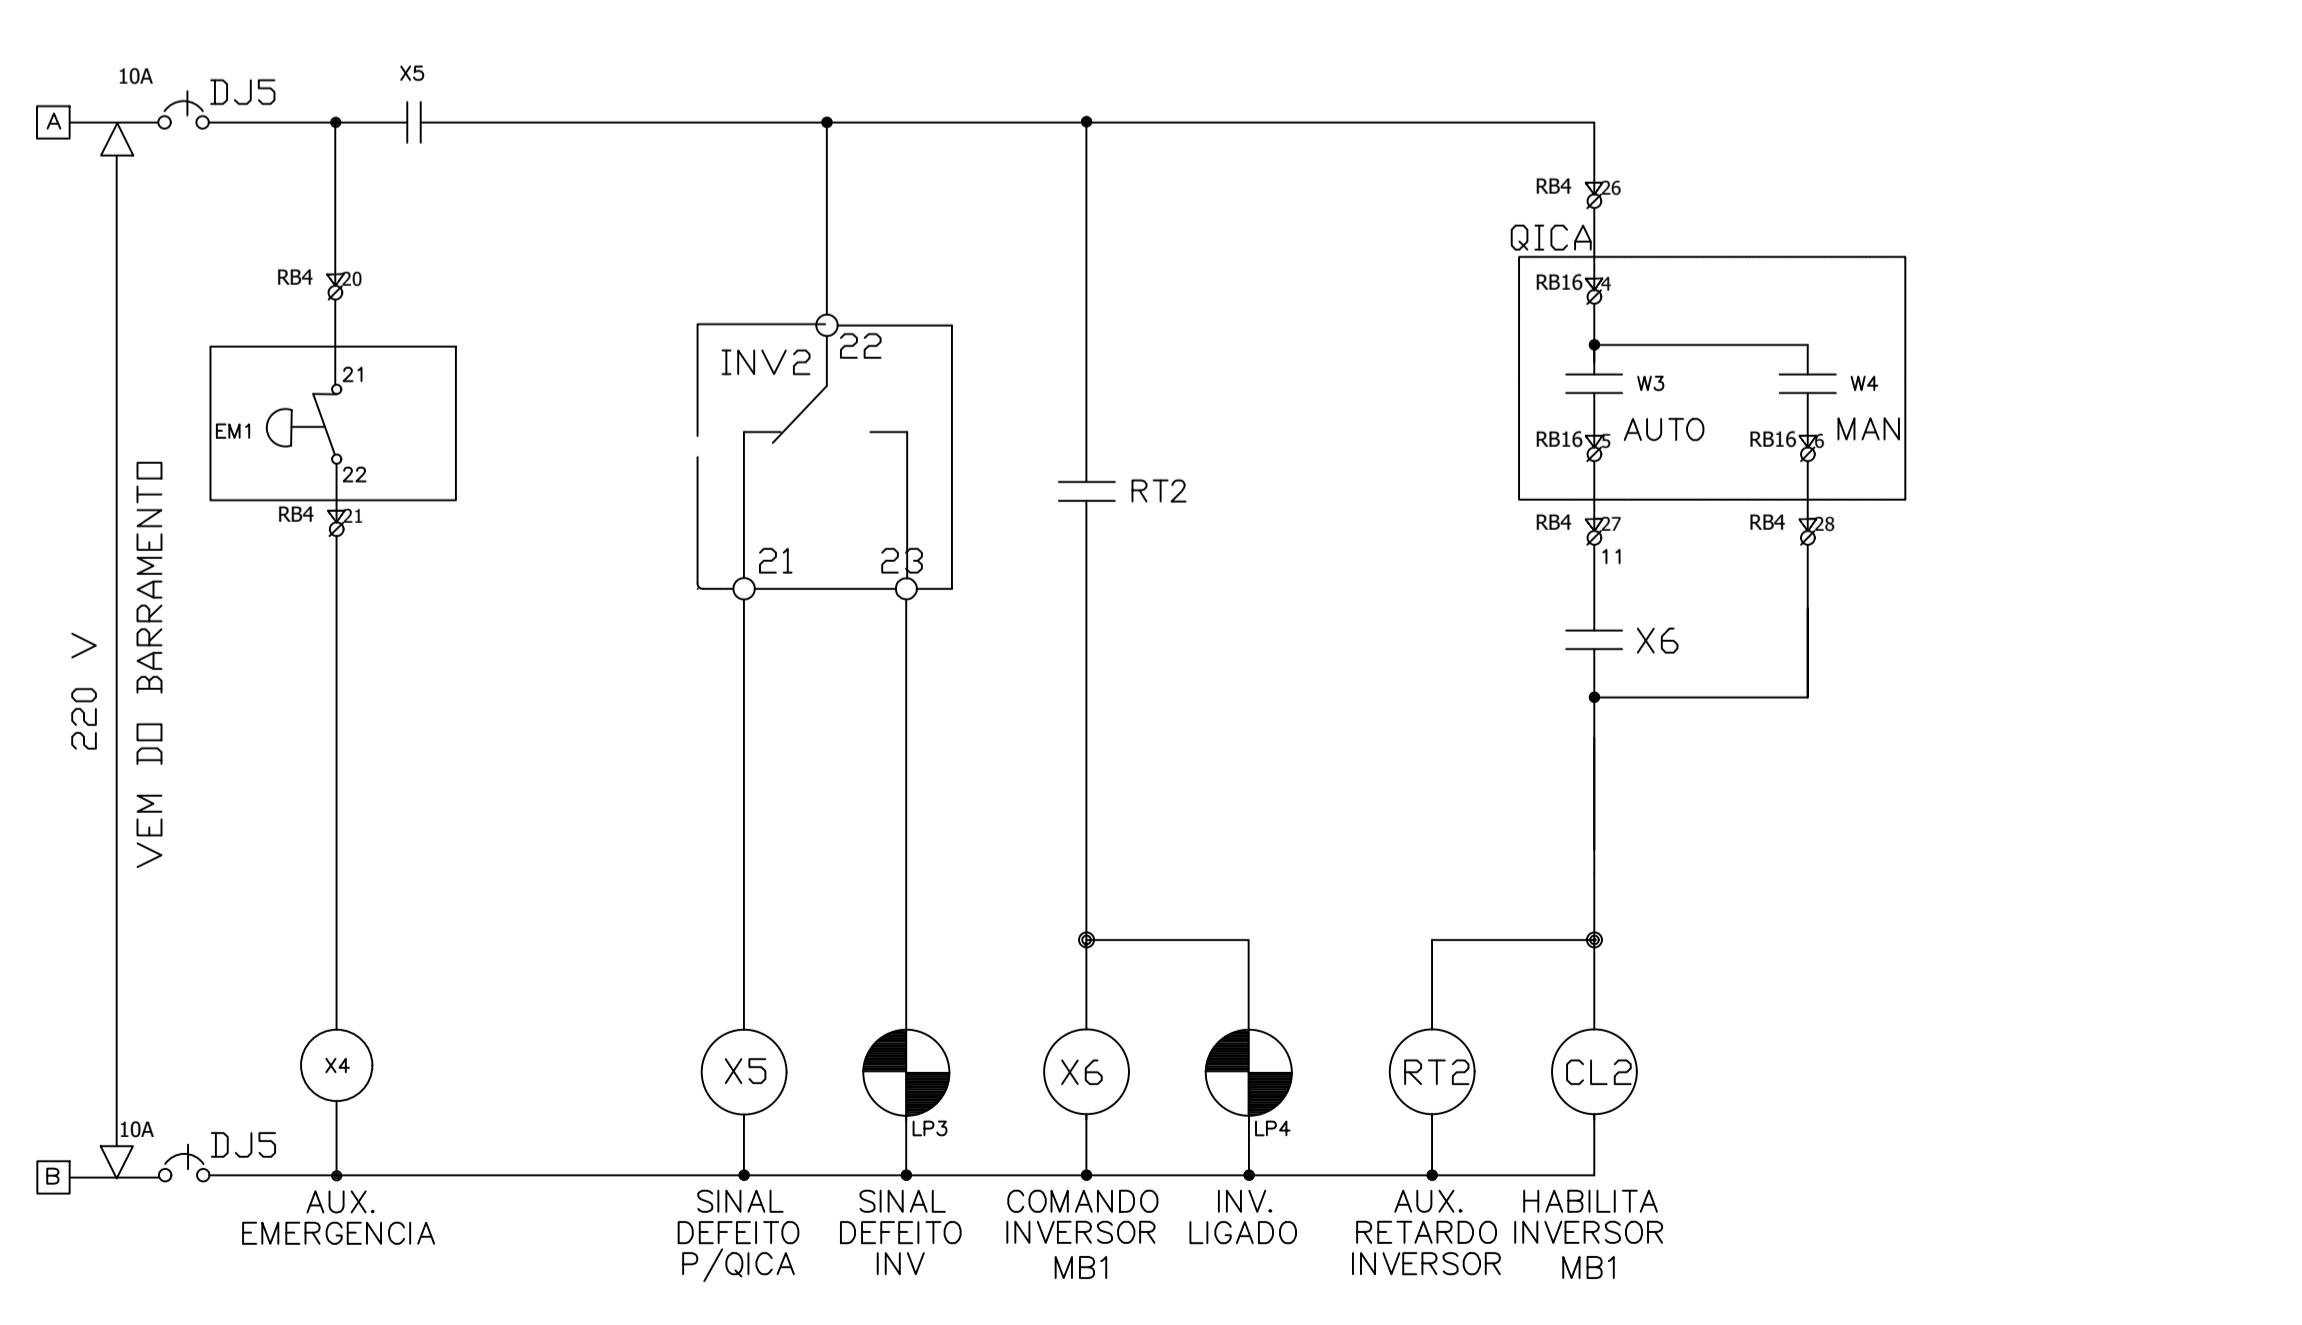 10A
DJ5
X5
A
RB4
26
QICA
RB4
20
RB16
4
INV2
22
21
EM1
22
W3
W4
RB16
5
AUTO
RB16
6
MAN
RT2
RB4
21
RB4
27
11
RB4
28
21
23
X6
220 V
VEM DO BARRAMENTO
X4
X5
X6
RT2
CL2
LP3
LP4
10A
DJ5
B
AUX.
EMERGENCIA
SINAL
DEFEITO
P/QICA
SINAL
DEFEITO
INV
COMANDO
INVERSOR
MB1
INV.
LIGADO
AUX.
RETARDO
INVERSOR
HABILITA
INVERSOR
MB1